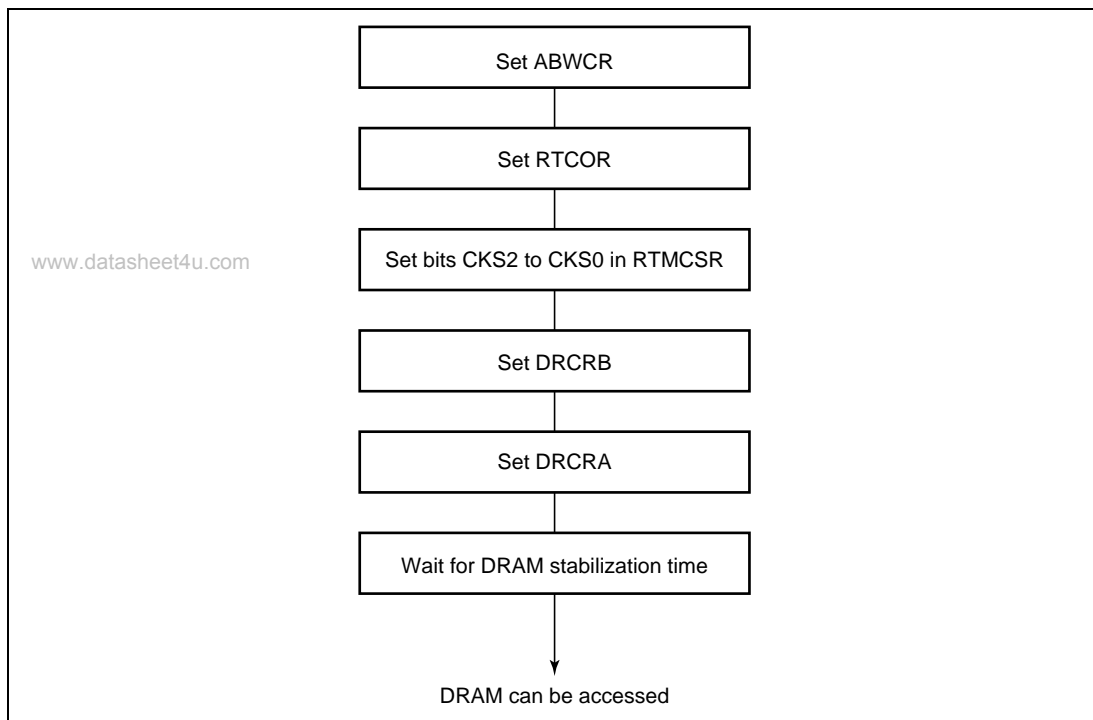 Set ABWCR
Set RTCOR
www.datasheet4u.com
Set bits CKS2 to CKS0 in RTMCSR
Set DRCRB
Set DRCRA
Wait for DRAM stabilization time
DRAM can be accessed